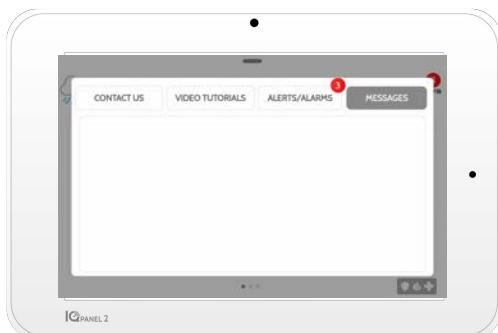 CONTACT US
VIDEO TUTORIALS
ALERTS/ALARMS
3
MESSAGES
IQ PANEL 2